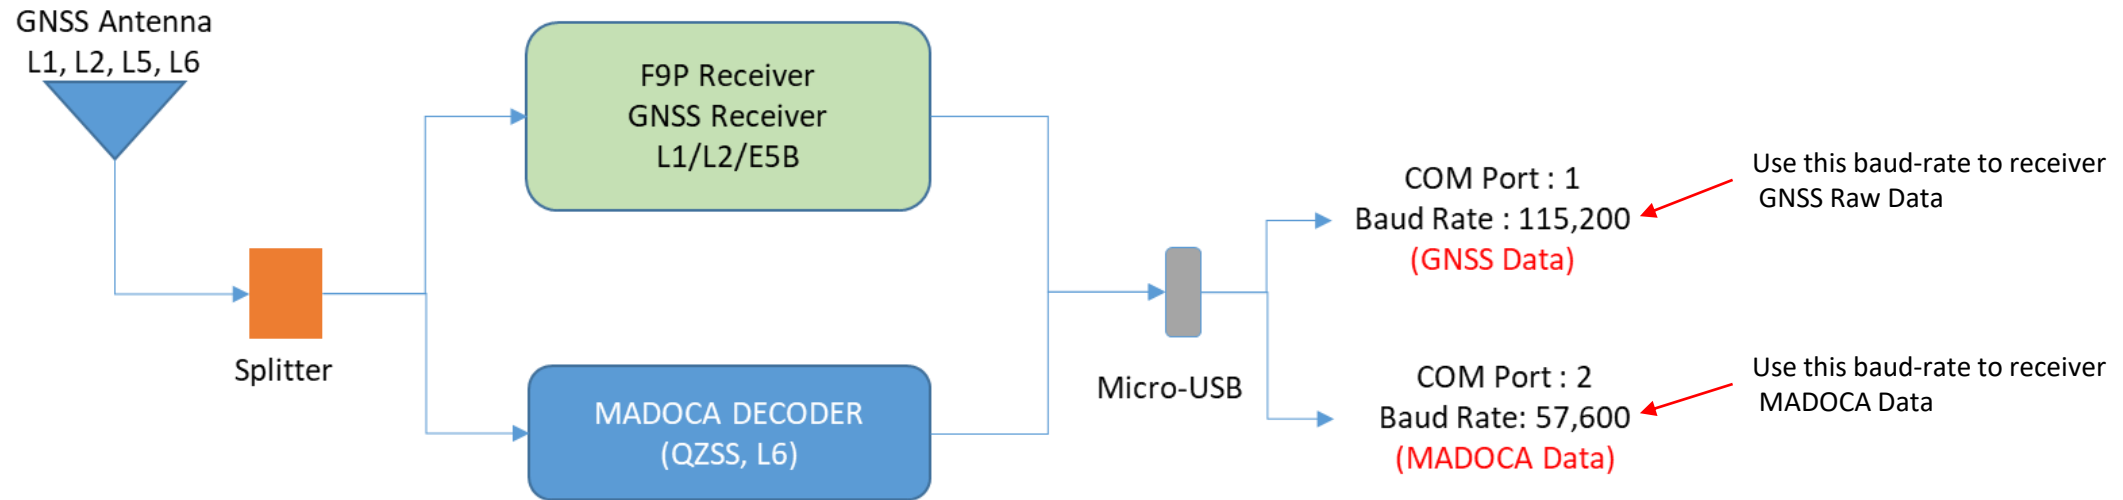 GNSS Antenna
L1, L2, L5, L6
Splitter
F9P Receiver
GNSS Receiver
L1/L2/E5B
MADOCA DECODER
(QZSS, L6)
Micro-USB
COM Port : 1
Baud Rate : 115,200
(GNSS Data)
Use this baud-rate to receiver
GNSS Raw Data
COM Port : 2
Baud Rate: 57,600
(MADOCA Data)
Use this baud-rate to receiver
MADOCA Data